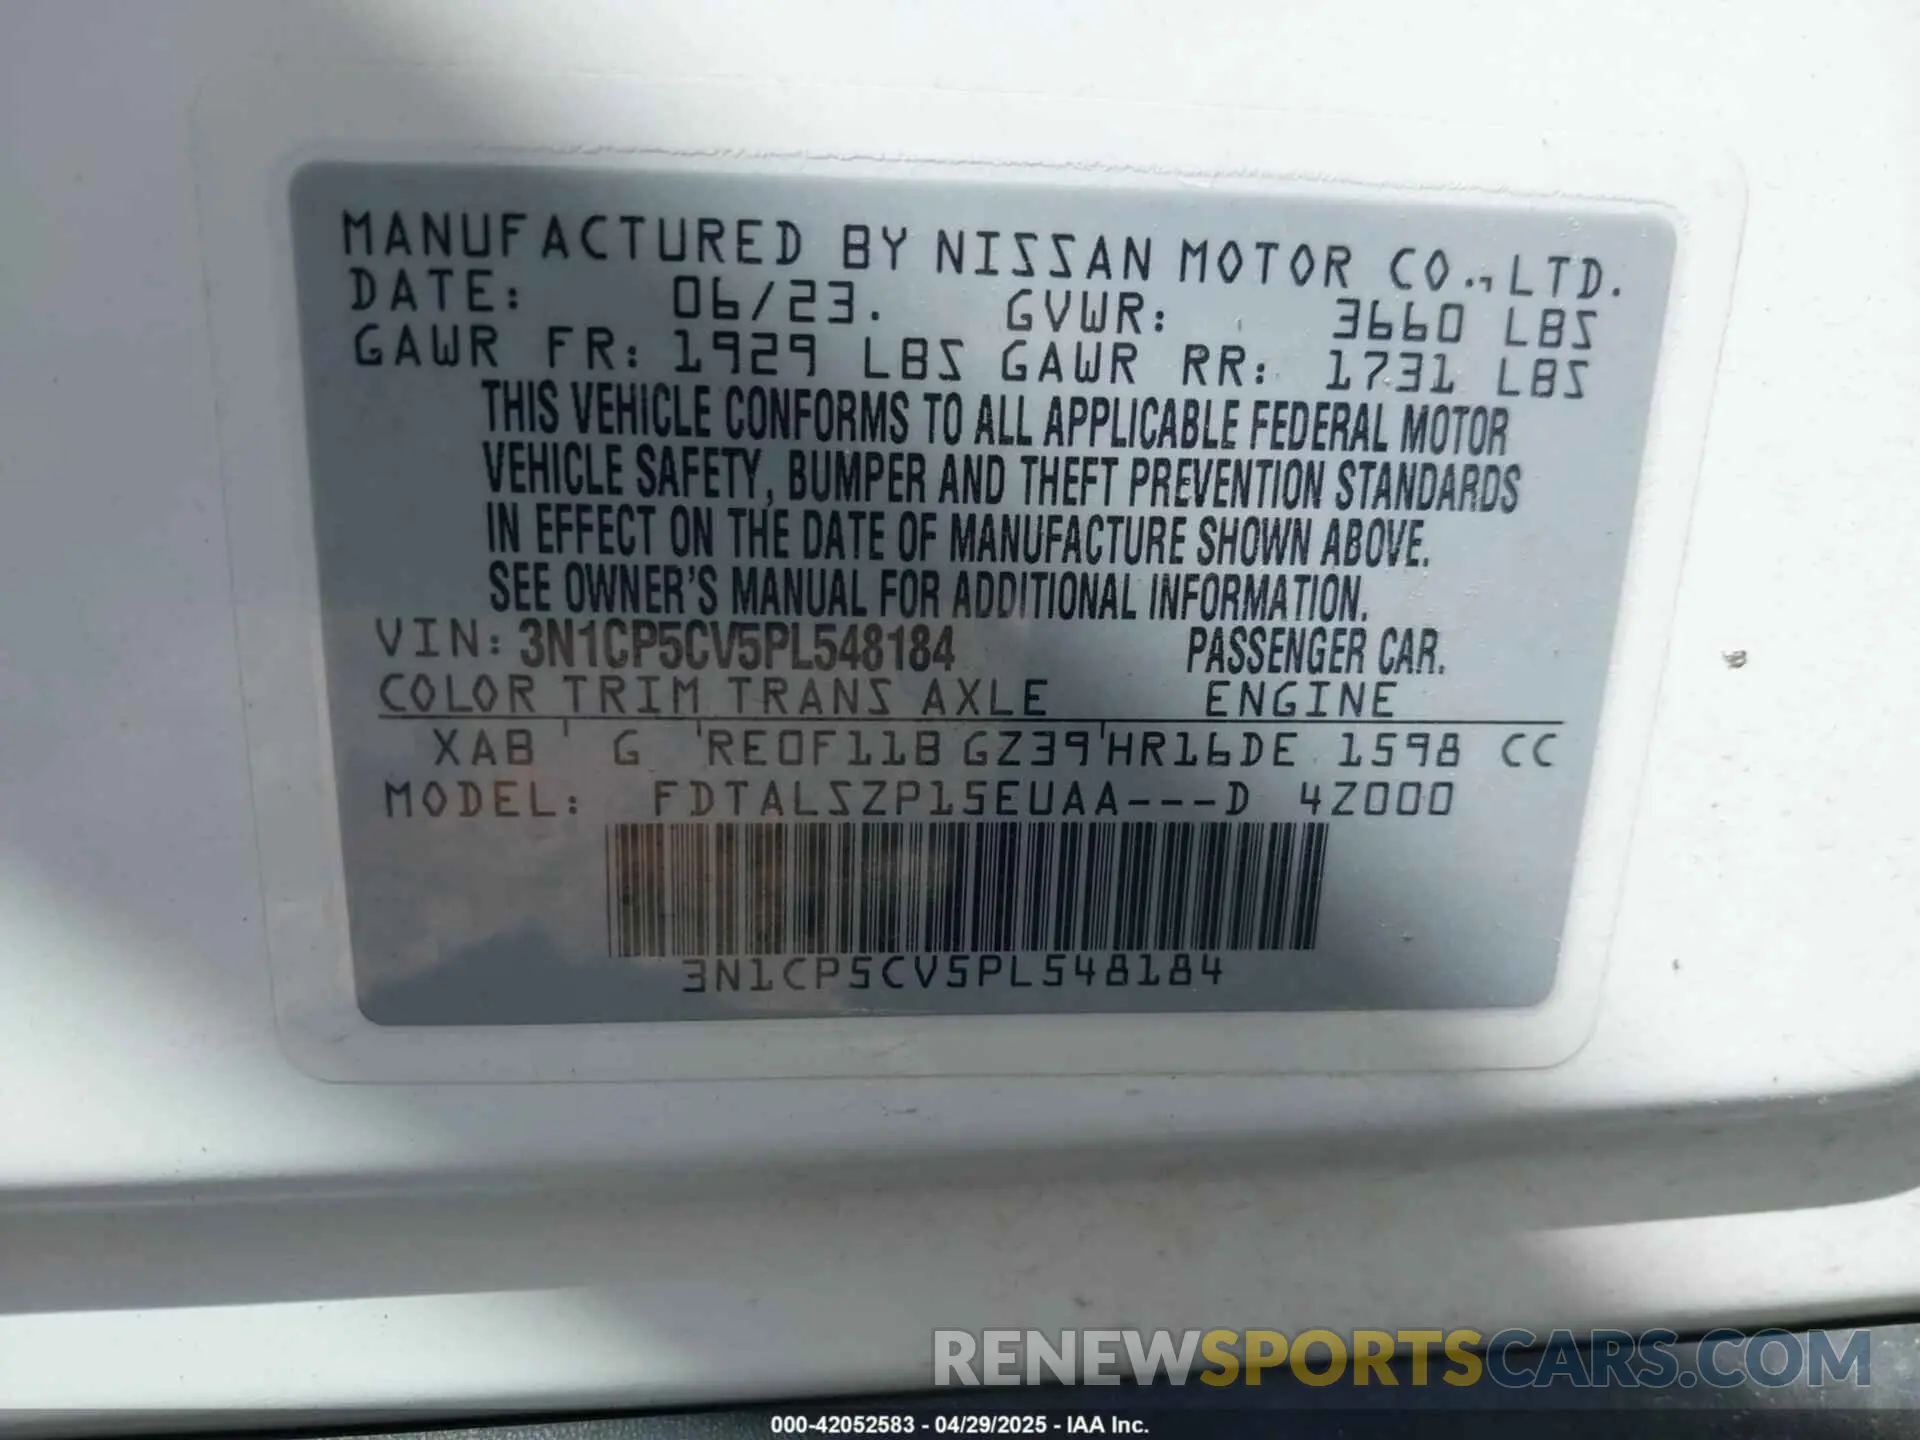 MANUFACTURED BY NISSAN MOTOR CO., LTD.
DATE: 06/23. GVWR: 3660 LBS
GAWR FR: 1929 LBS GAWR RR: 1731 LBS
THIS VEHICLE CONFORMS TO ALL APPLICABLE FEDERAL MOTOR
VEHICLE SAFETY, BUMPER AND THEFT PREVENTION STANDARDS
IN EFFECT ON THE DATE OF MANUFACTURE SHOWN ABOVE.
SEE OWNER'S MANUAL FOR ADDITIONAL INFORMATION.
VIN: 3N1CP5CV5PL548184 PASSENGER CAR.
COLOR TRIM TRANS AXLE ENGINE
XAB G RE0F11B GZ39 HR16DE 1598 CC
MODEL: FDTALSZP15EUAA---D 4Z000
3N1CP5CV5PL548184
RENEWSPORTSCARS.COM
000-42052583 - 04/29/2025 - IAA Inc.